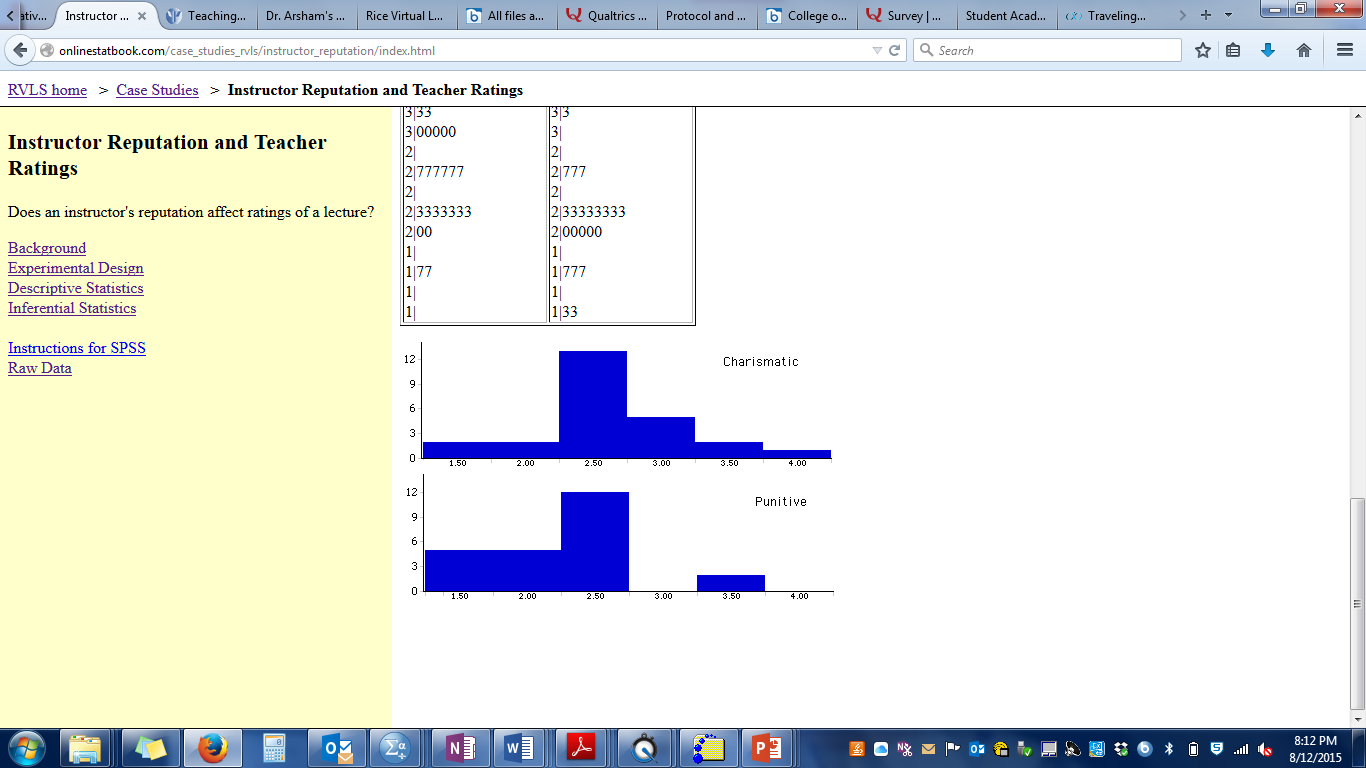 ativ...
Instructor ...
Teaching...
Dr. Arsham's ...
Rice Virtual L...
All files a...
Qualtrics ...
Protocol and ...
College o...
Survey | ...
Student Acad...
Traveling...
onlinestatbook.com/case_studies_rvls/instructor_reputation/index.html
Search
RVLS home > Case Studies > Instructor Reputation and Teacher Ratings
Instructor Reputation and Teacher
Ratings
Does an instructor's reputation affect ratings of a lecture?
Background
Experimental Design
Descriptive Statistics
Inferential Statistics
Instructions for SPSS
Raw Data
3|33
3|00000
2|
2|777777
2|
2|3333333
2|00
1|
1|77
1|
1|
3|3
3|
2|
2|777
2|
2|33333333
2|00000
1|
1|777
1|
1|33
Charismatic
12
9
6
3
0
1.50 2.00 2.50 3.00 3.50 4.00
Punitive
12
9
6
3
0
1.50 2.00 2.50 3.00 3.50 4.00
8:12 PM
8/12/2015